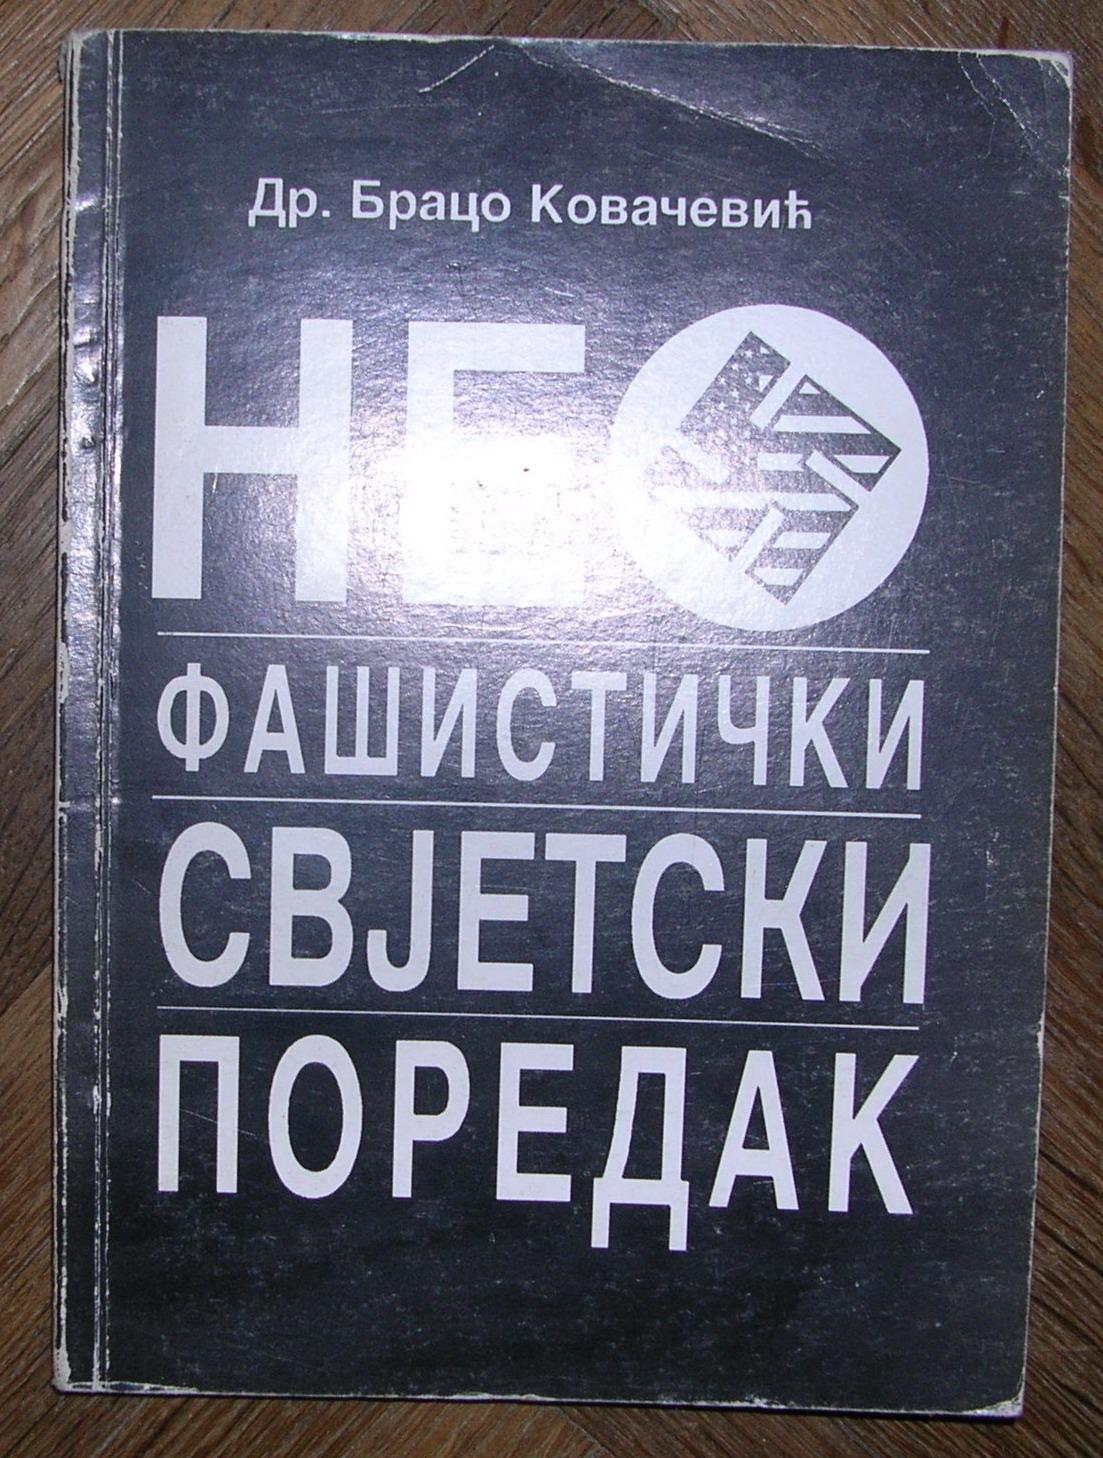 Др. Брацо Ковачевић
НЕО
ФАШИСТИЧКИ
СВЈЕТСКИ
ПОРЕДАК